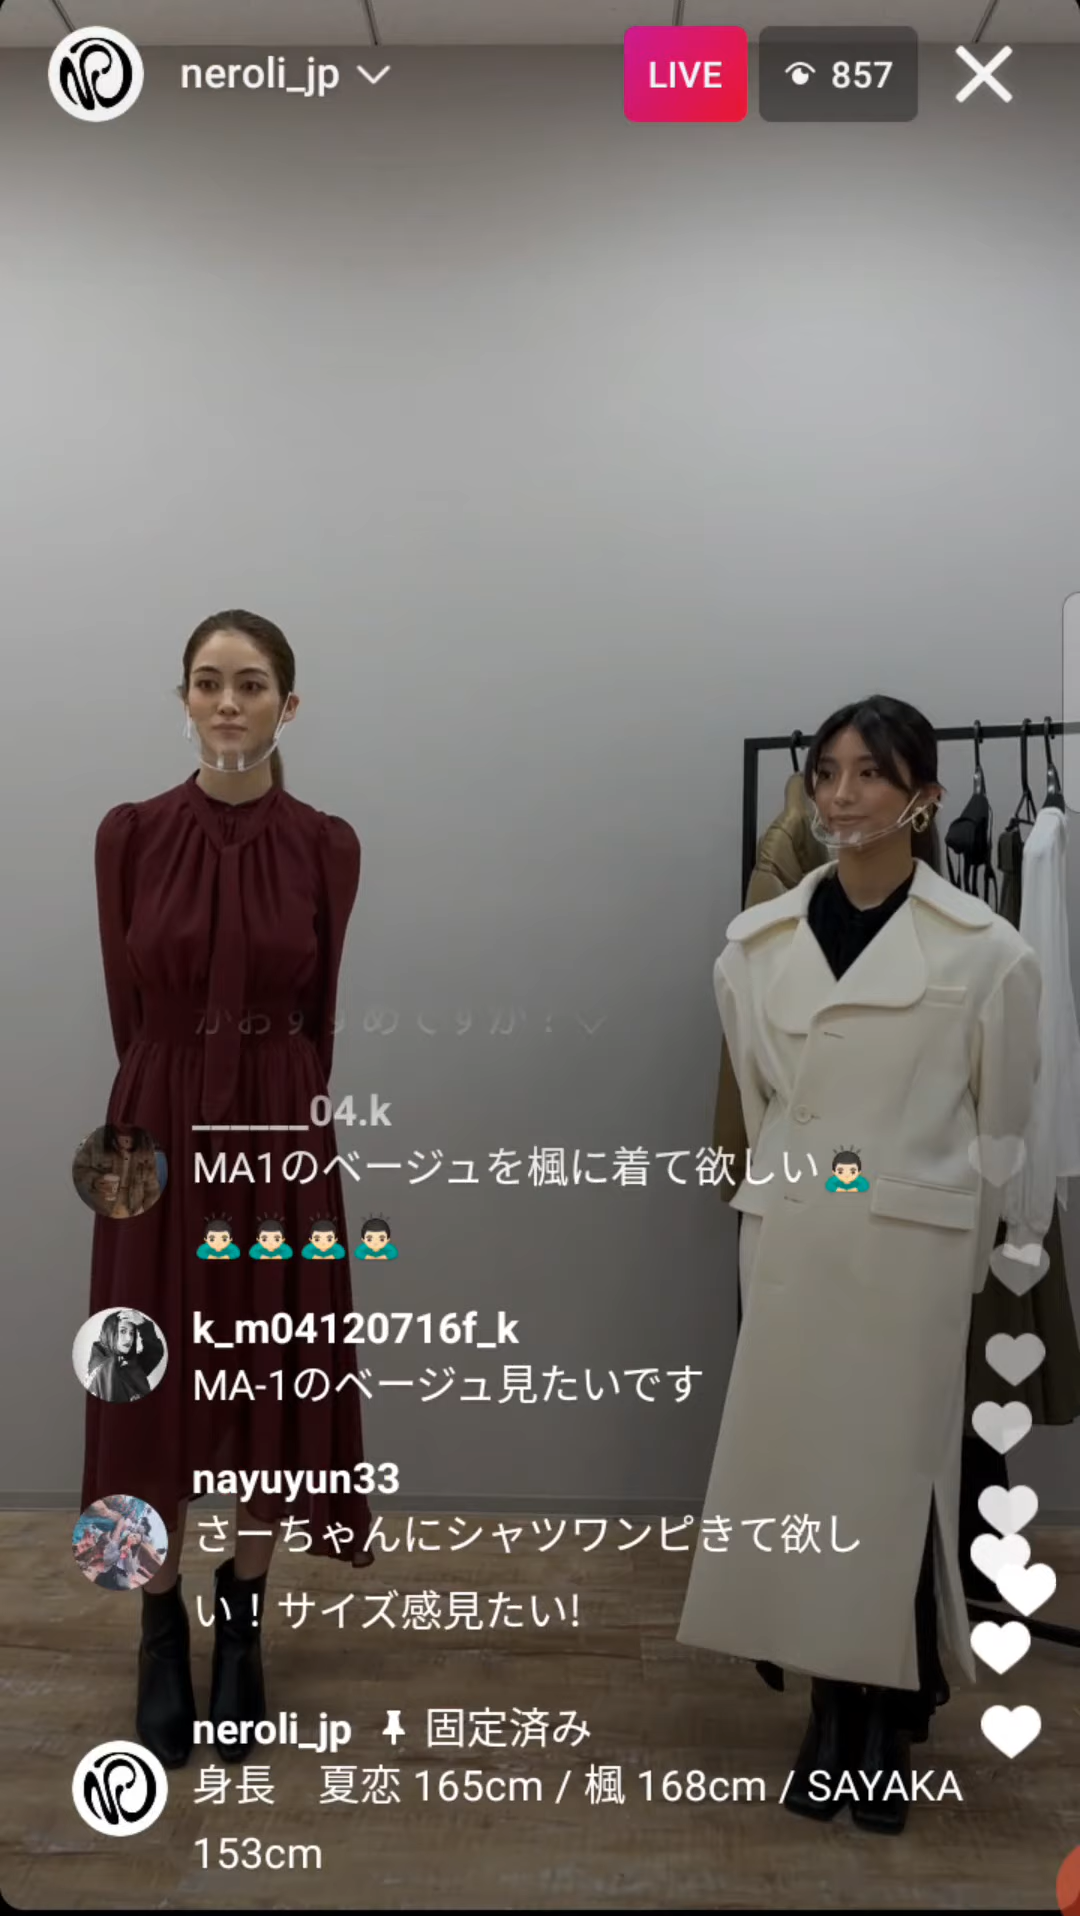 neroli_jp
LIVE
857
______04.k
MA1のベージュを楓に着て欲しい🙇🏻‍♂️
🙇🏻‍♂️🙇🏻‍♂️🙇🏻‍♂️🙇🏻‍♂️
k_m04120716f_k
MA-1のベージュ見たいです
nayuyun33
さーちゃんにシャツワンピきて欲し
い！サイズ感見たい!
neroli_jp 固定済み
身長　夏恋 165cm / 楓 168cm / SAYAKA
153cm